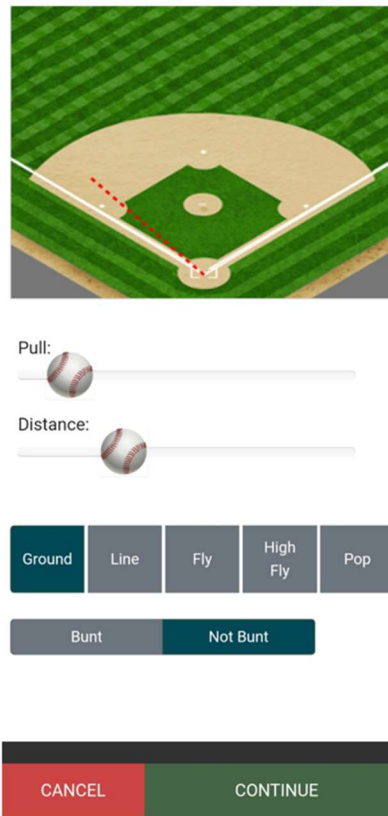 Pull:
Distance:
Ground Line Fly High Fly Pop
Bunt Not Bunt
CANCEL CONTINUE